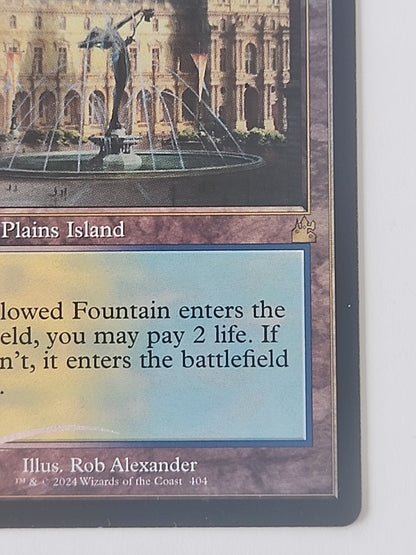 Plains Island
lowed Fountain enters the
eld, you may pay 2 life. If
n't, it enters the battlefield
.
Illus. Rob Alexander
™ & © 2024 Wizards of the Coast 404